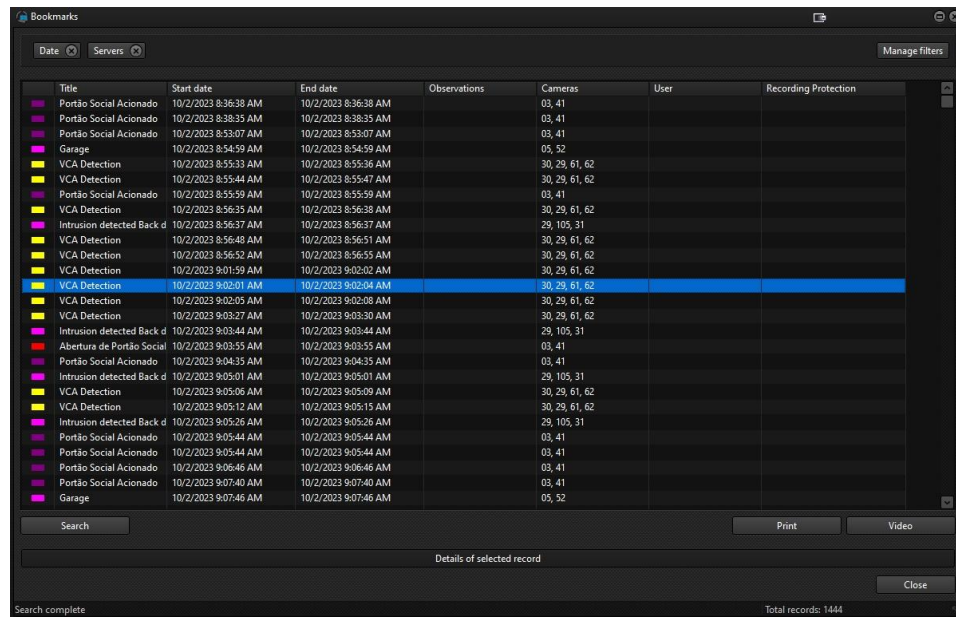 Bookmarks
Date Servers Manage filters
Title Start date End date Observations Cameras User Recording Protection
Portão Social Acionado 10/2/2023 8:36:38 AM 10/2/2023 8:36:38 AM 03, 41
Portão Social Acionado 10/2/2023 8:38:35 AM 10/2/2023 8:38:35 AM 03, 41
Portão Social Acionado 10/2/2023 8:53:07 AM 10/2/2023 8:53:07 AM 03, 41
Garage 10/2/2023 8:54:59 AM 10/2/2023 8:54:59 AM 05, 52
VCA Detection 10/2/2023 8:55:33 AM 10/2/2023 8:55:36 AM 30, 29, 61, 62
VCA Detection 10/2/2023 8:55:44 AM 10/2/2023 8:55:47 AM 30, 29, 61, 62
Portão Social Acionado 10/2/2023 8:55:59 AM 10/2/2023 8:55:59 AM 03, 41
VCA Detection 10/2/2023 8:56:35 AM 10/2/2023 8:56:38 AM 30, 29, 61, 62
Intrusion detected Back d 10/2/2023 8:56:37 AM 10/2/2023 8:56:37 AM 29, 105, 31
VCA Detection 10/2/2023 8:56:48 AM 10/2/2023 8:56:51 AM 30, 29, 61, 62
VCA Detection 10/2/2023 8:56:52 AM 10/2/2023 8:56:55 AM 30, 29, 61, 62
VCA Detection 10/2/2023 9:01:59 AM 10/2/2023 9:02:02 AM 30, 29, 61, 62
VCA Detection 10/2/2023 9:02:01 AM 10/2/2023 9:02:04 AM 30, 29, 61, 62
VCA Detection 10/2/2023 9:02:05 AM 10/2/2023 9:02:08 AM 30, 29, 61, 62
VCA Detection 10/2/2023 9:03:27 AM 10/2/2023 9:03:30 AM 30, 29, 61, 62
Intrusion detected Back d 10/2/2023 9:03:44 AM 10/2/2023 9:03:44 AM 29, 105, 31
Abertura de Portão Social 10/2/2023 9:03:55 AM 10/2/2023 9:03:55 AM 03, 41
Portão Social Acionado 10/2/2023 9:04:35 AM 10/2/2023 9:04:35 AM 03, 41
Intrusion detected Back d 10/2/2023 9:05:01 AM 10/2/2023 9:05:01 AM 29, 105, 31
VCA Detection 10/2/2023 9:05:06 AM 10/2/2023 9:05:09 AM 30, 29, 61, 62
VCA Detection 10/2/2023 9:05:12 AM 10/2/2023 9:05:15 AM 30, 29, 61, 62
Intrusion detected Back d 10/2/2023 9:05:26 AM 10/2/2023 9:05:26 AM 29, 105, 31
Portão Social Acionado 10/2/2023 9:05:44 AM 10/2/2023 9:05:44 AM 03, 41
Portão Social Acionado 10/2/2023 9:05:44 AM 10/2/2023 9:05:44 AM 03, 41
Portão Social Acionado 10/2/2023 9:06:46 AM 10/2/2023 9:06:46 AM 03, 41
Portão Social Acionado 10/2/2023 9:07:40 AM 10/2/2023 9:07:40 AM 03, 41
Garage 10/2/2023 9:07:46 AM 10/2/2023 9:07:46 AM 05, 52
Search Print Video
Details of selected record
Close
Search complete Total records: 1444